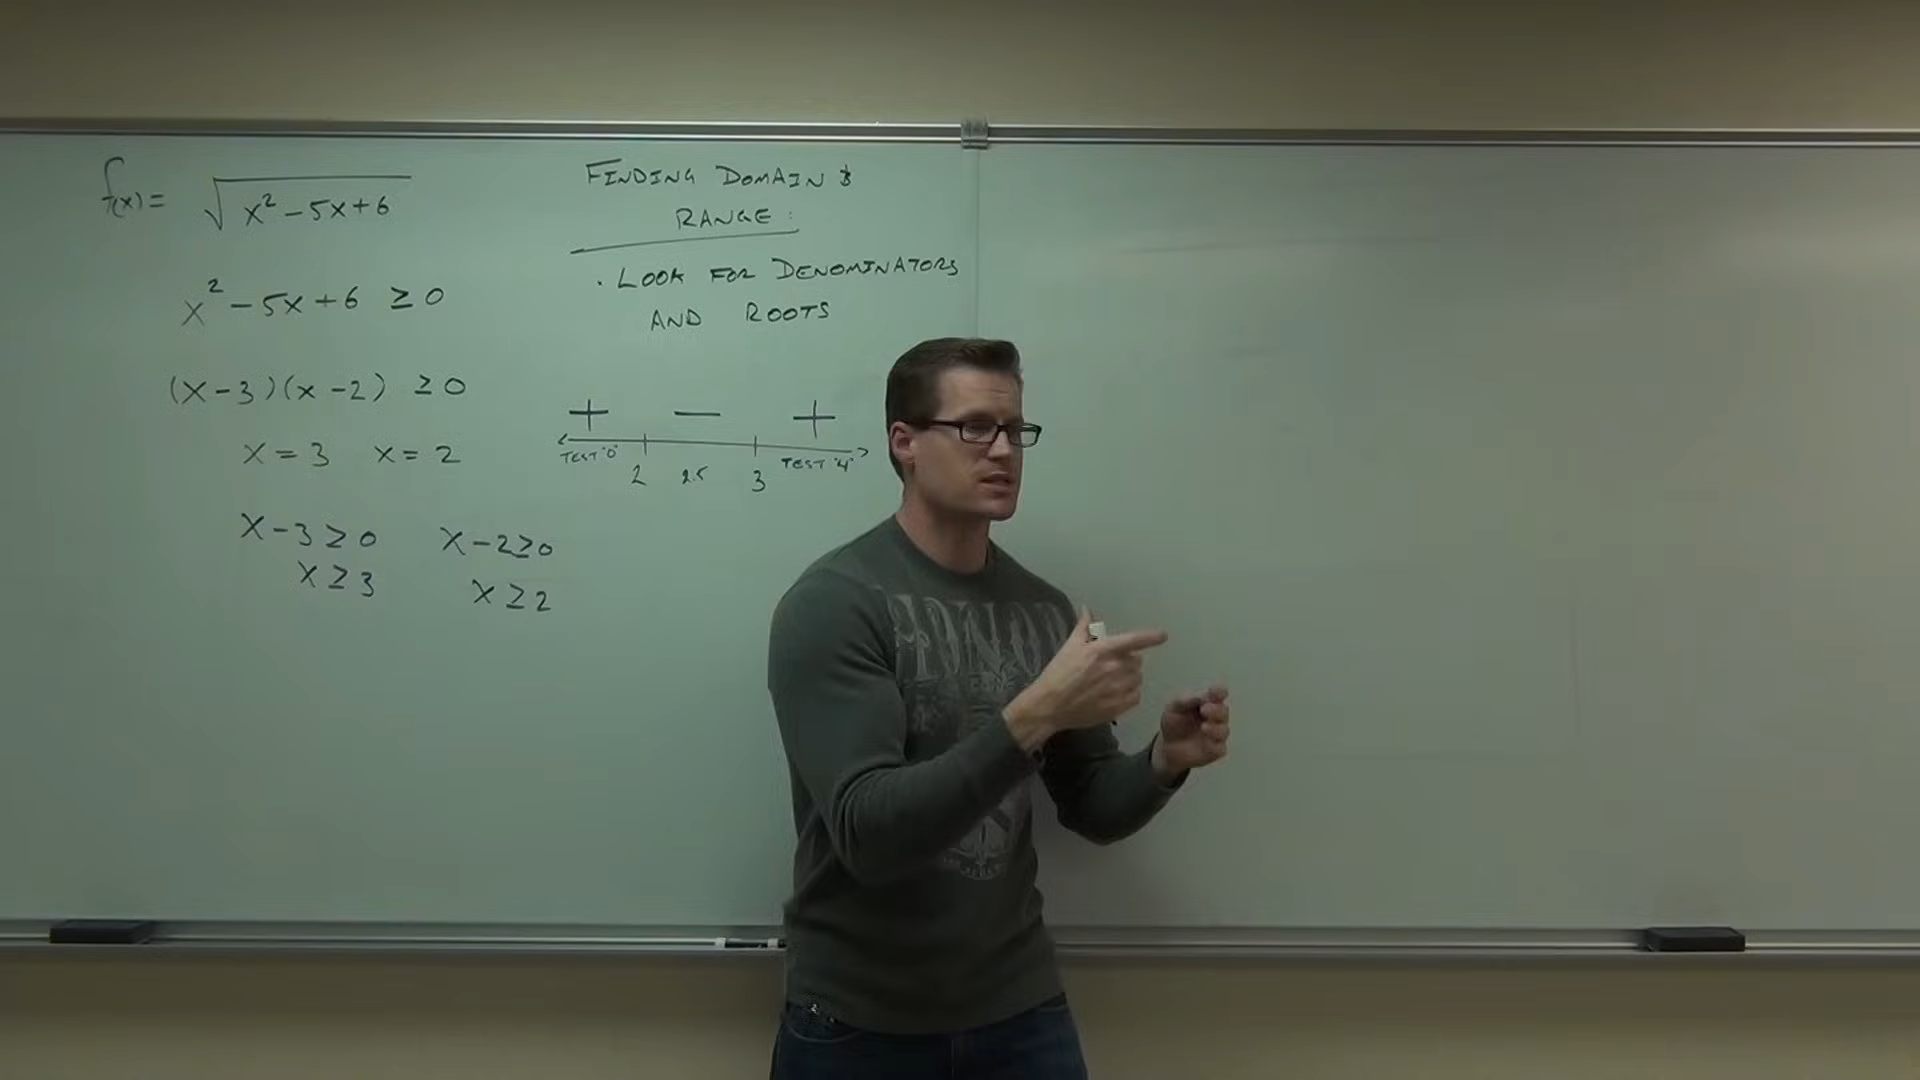 f(x) = √x² - 5x + 6
x² - 5x + 6 ≥ 0
(x - 3)(x - 2) ≥ 0
x = 3 x = 2
x - 3 ≥ 0 x - 2 ≥ 0
x ≥ 3 x ≥ 2
FINDING DOMAIN &
RANGE:
· LOOK FOR DENOMINATORS
AND ROOTS
+ − +
TEST "0" 2 2.5 3 TEST "4"